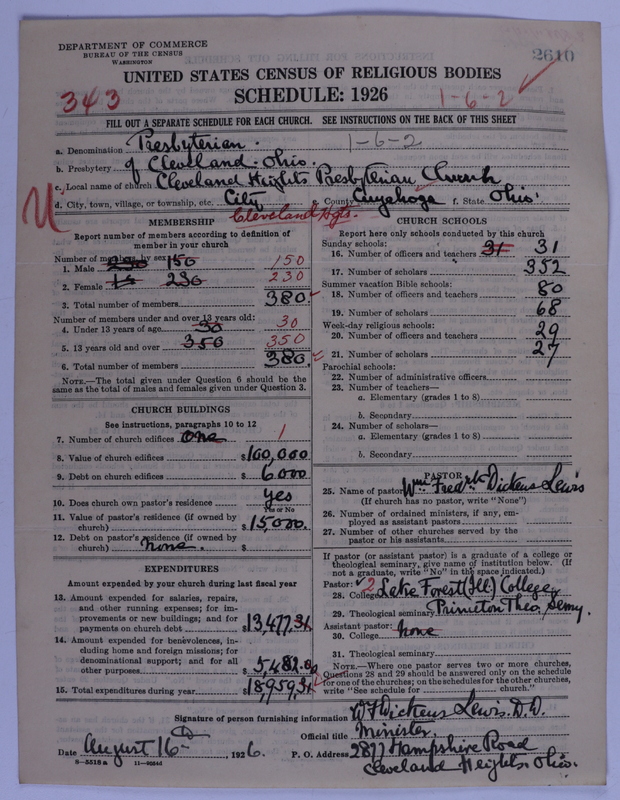 DEPARTMENT OF COMMERCE
BUREAU OF THE CENSUS
WASHINGTON
2610
UNITED STATES CENSUS OF RELIGIOUS BODIES
343
SCHEDULE: 1926
1-6-2
FILL OUT A SEPARATE SCHEDULE FOR EACH CHURCH. SEE INSTRUCTIONS ON THE BACK OF THIS SHEET
a. Denomination Presbyterian. 1-6-2
b. Presbytery of Cleveland-Ohio.
c. Local name of church Cleveland Heights Presbyterian Church
d. City, town, village, or township, etc. City e. County Cuyahoga f. State Ohio.
Cleveland Hgts.
MEMBERSHIP
Report number of members according to definition of member in your church
Number of members by sex:
1. Male 150 150
2. Female 230 230
3. Total number of members 380
Number of members under and over 13 years old:
4. Under 13 years of age 30 30
5. 13 years old and over 350 350
6. Total number of members 380
NOTE.—The total given under Question 6 should be the same as the total of males and females given under Question 3.
CHURCH BUILDINGS
See instructions, paragraphs 10 to 12
7. Number of church edifices One 1
8. Value of church edifices $100,000
9. Debt on church edifices $ 6000
10. Does church own pastor's residence yes
Yes or No
11. Value of pastor's residence (if owned by church) $15,000.
12. Debt on pastor's residence (if owned by church) None. $
EXPENDITURES
Amount expended by your church during last fiscal year
13. Amount expended for salaries, repairs, and other running expenses; for improvements or new buildings; and for payments on church debt $13,477.31
14. Amount expended for benevolences, including home and foreign missions; for denominational support; and for all other purposes $5,482.00
15. Total expenditures during year $18,959.31
CHURCH SCHOOLS
Report here only schools conducted by this church
Sunday schools:
16. Number of officers and teachers 31 31
17. Number of scholars 352
Summer vacation Bible schools:
18. Number of officers and teachers 80
19. Number of scholars 68
Week-day religious schools:
20. Number of officers and teachers 29
21. Number of scholars 27
Parochial schools:
22. Number of administrative officers
23. Number of teachers—
a. Elementary (grades 1 to 8)
b. Secondary
24. Number of scholars—
a. Elementary (grades 1 to 8)
b. Secondary
PASTOR
25. Name of pastor Wm Fredrk Dickens Lewis
(If church has no pastor, write "None")
26. Number of ordained ministers, if any, employed as assistant pastors
27. Number of other churches served by the pastor or his assistants
If pastor (or assistant pastor) is a graduate of a college or theological seminary, give name of institution below. (If not a graduate, write "No" in the space indicated.)
Pastor: 2
28. College Lake Forest (Ill.) College
29. Theological seminary Princeton Theo. Semy.
Assistant pastor:
30. College None
31. Theological seminary
NOTE.—Where one pastor serves two or more churches, Questions 28 and 29 should be answered only on the schedule for one of the churches; on the schedules for the other churches, write "See schedule for church."
Signature of person furnishing information W F Dickens Lewis. D.D.
Official title Minister.
Date August 16th, 1926. P. O. Address 2877 Hampshire Road
8—5518a 11—9024d Cleveland Heights. Ohio.